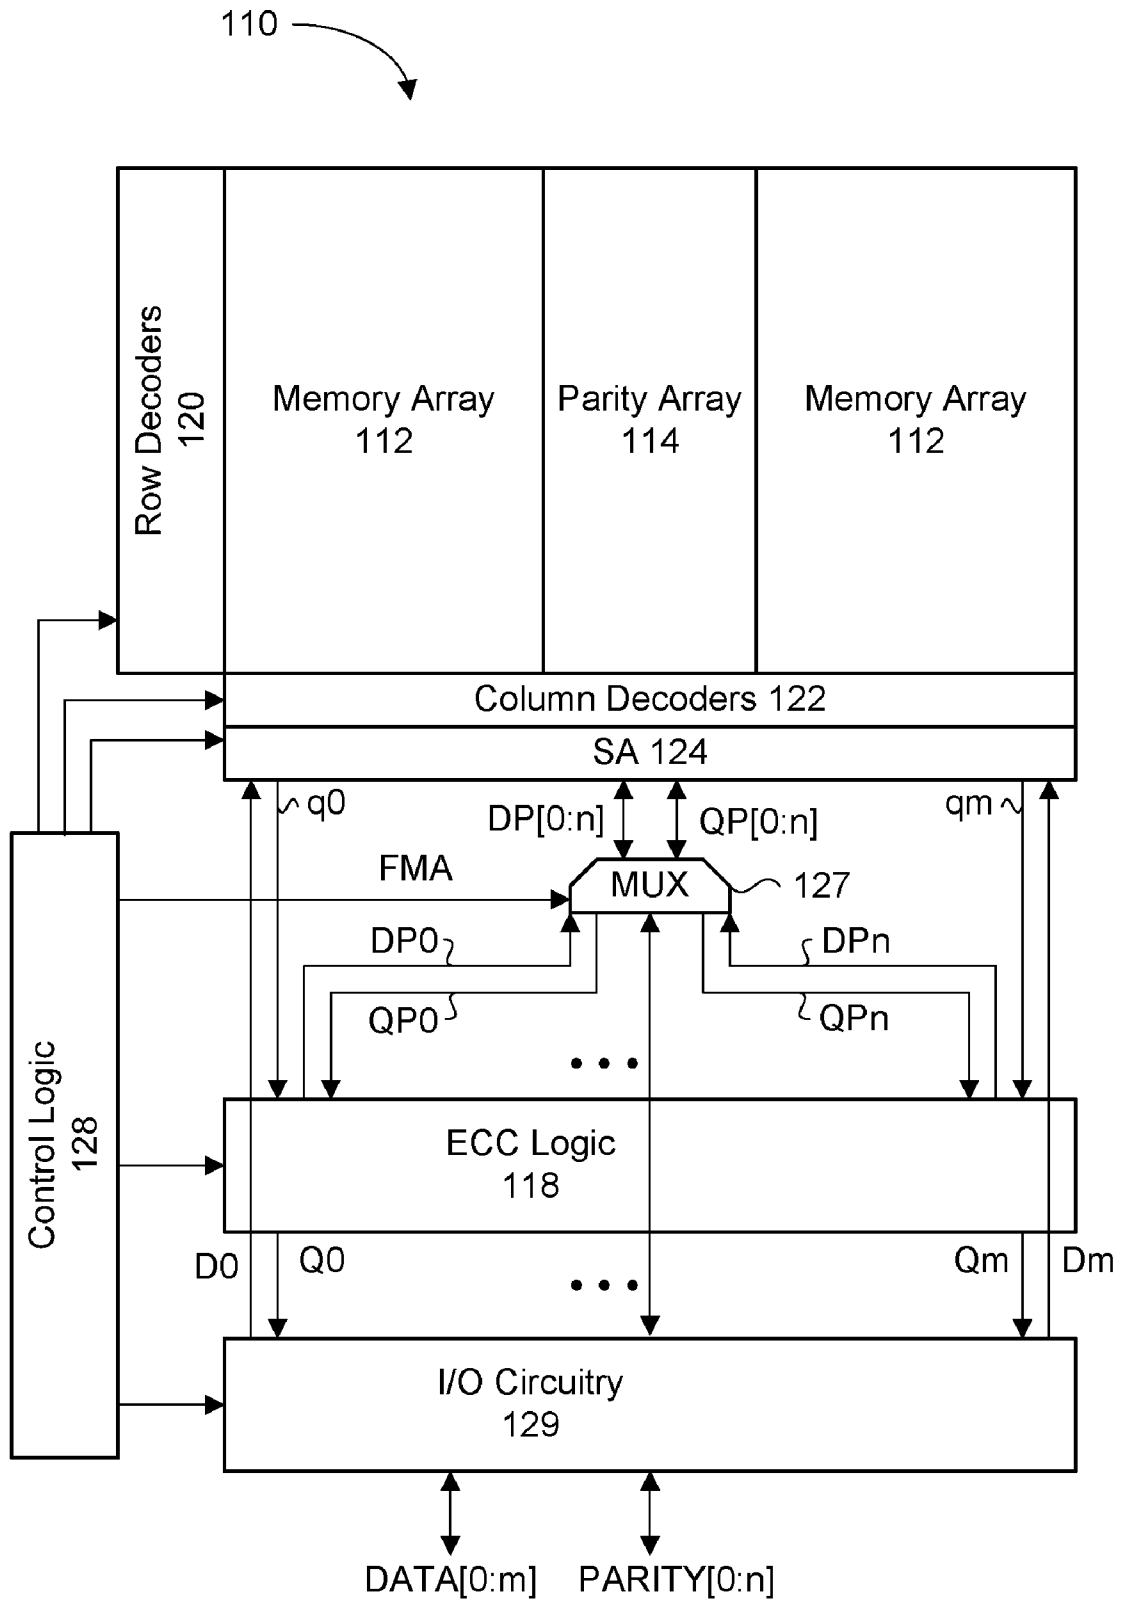 110
Row Decoders
120
Memory Array
112
Parity Array
114
Memory Array
112
Column Decoders 122
SA 124
q0
DP[0:n]
QP[0:n]
qm
FMA
MUX
127
DP0
DPn
QP0
QPn
Control Logic
128
ECC Logic
118
D0
Q0
Qm
Dm
I/O Circuitry
129
DATA[0:m]
PARITY[0:n]